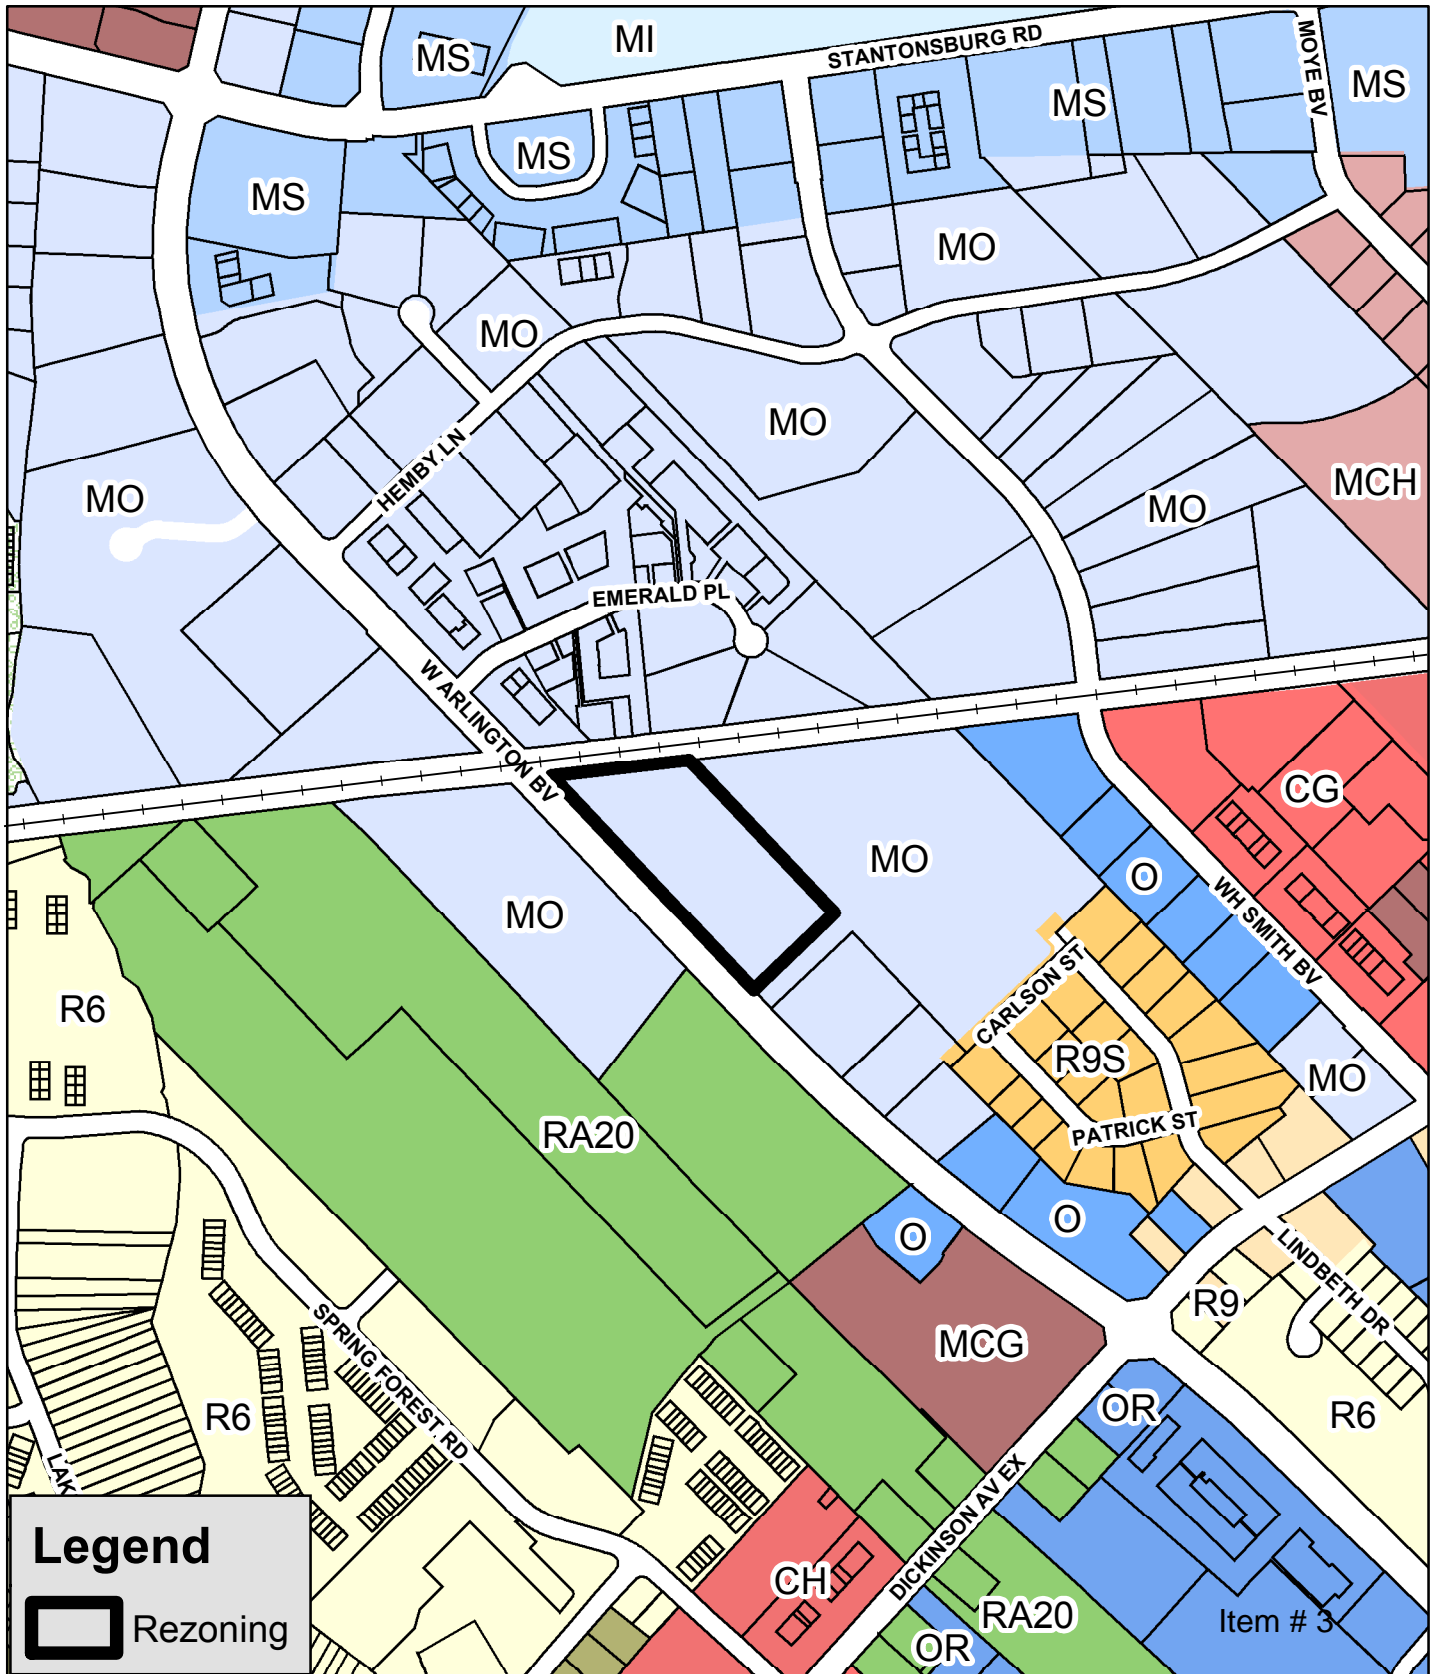 MI
STANTONSBURG RD
MOYE BV
MS
MS
MS
MS
MS
MO
MO
MO
MCH
HEMBY LN
MO
MO
EMERALD PL
W ARLINGTON BV
CG
MO
O
MO
WH SMITH BV
R6
CARLSON ST
R9S
MO
RA20
PATRICK ST
O
O
LINDBETH DR
R9
SPRING FOREST RD
MCG
OR
R6
R6
LAK
DICKINSON AV EX
Legend
CH
RA20
Item # 3
Rezoning
OR